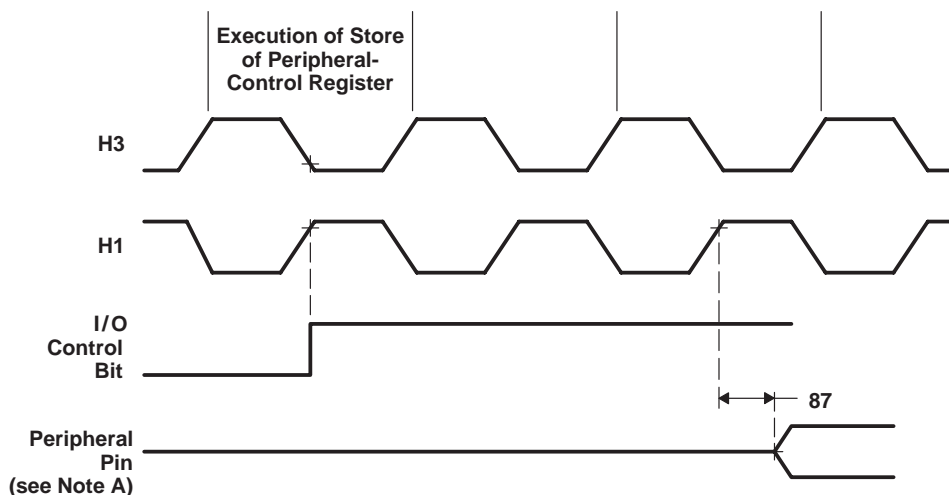 Execution of Store
of Peripheral-
Control Register
H3
H1
I/O
Control
Bit
87
Peripheral
Pin
(see Note A)